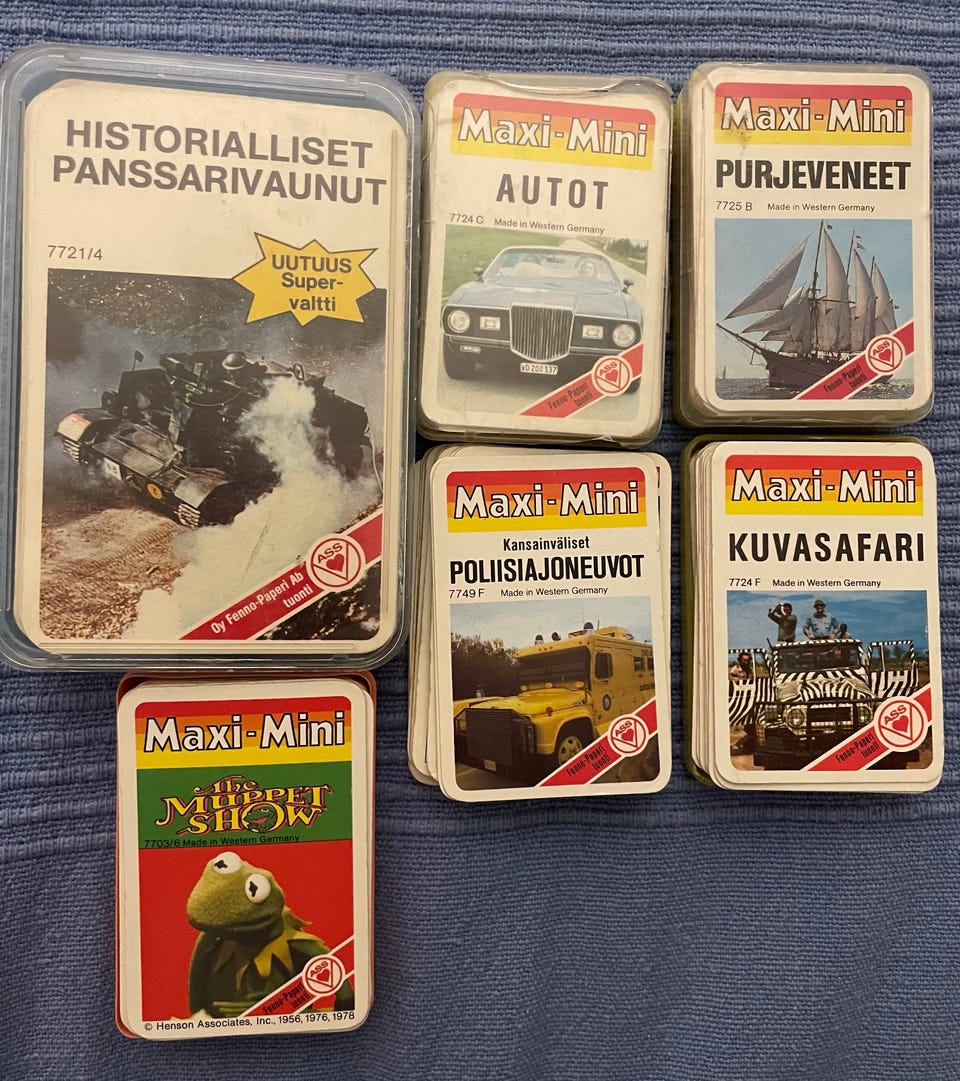 HISTORIALLISET
PANSSARIVAUNUT
7721/4
UUTUUS
Super-
valtti
ASS
Oy Fenno-Paperi Ab
tuonti
Maxi-Mini
AUTOT
7724 C Made in Western Germany
VD 200 137
ASS
Fenno-Paperi
tuonti
Maxi-Mini
PURJEVENEET
7725 B Made in Western Germany
ASS
Fenno-Paperi
tuonti
Maxi-Mini
Kansainväliset
POLIISIAJONEUVOT
7749 F Made in Western Germany
ASS
Fenno-Paperi
tuonti
Maxi-Mini
KUVASAFARI
7724 F Made in Western Germany
ASS
Fenno-Paperi
tuonti
Maxi-Mini
The
MUPPET
SHOW
7703/6 Made in Western Germany
ASS
Fenno-Paperi
tuonti
© Henson Associates, Inc., 1956, 1976, 1978